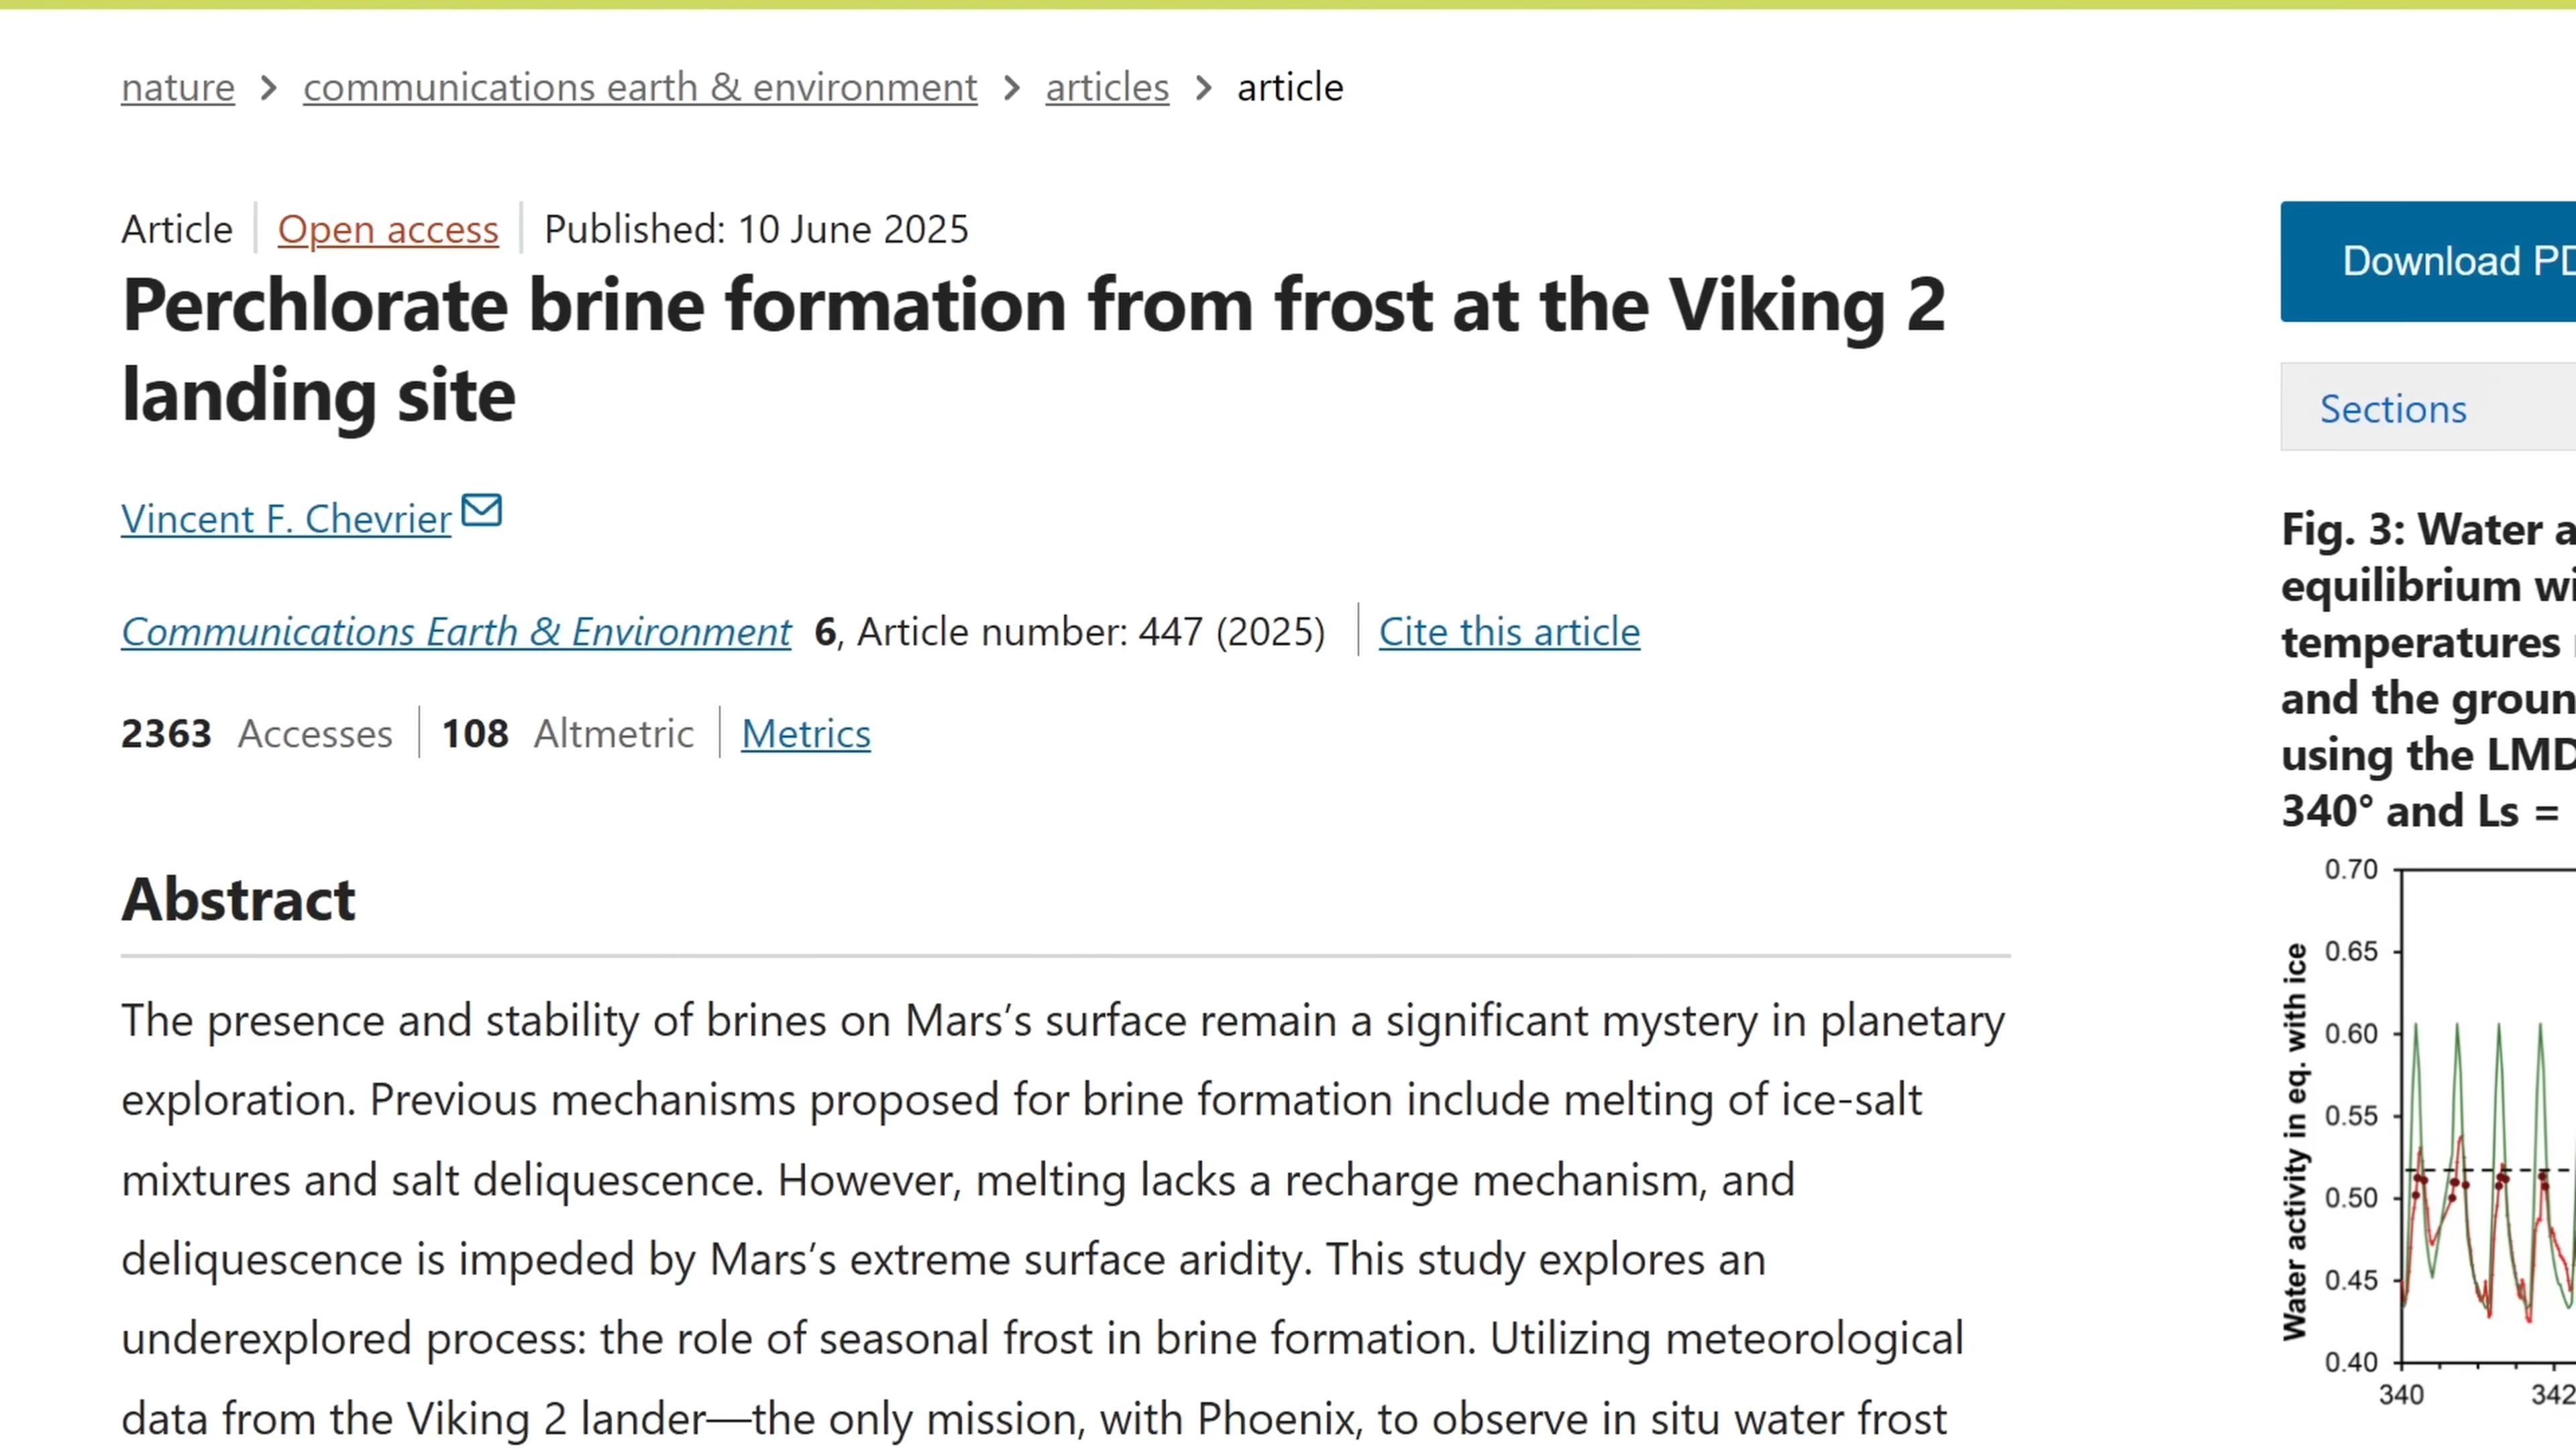 nature > communications earth & environment > articles > article
Article | Open access | Published: 10 June 2025
Perchlorate brine formation from frost at the Viking 2
landing site
Vincent F. Chevrier
Communications Earth & Environment 6, Article number: 447 (2025) | Cite this article
2363 Accesses | 108 Altmetric | Metrics
Abstract
The presence and stability of brines on Mars’s surface remain a significant mystery in planetary
exploration. Previous mechanisms proposed for brine formation include melting of ice-salt
mixtures and salt deliquescence. However, melting lacks a recharge mechanism, and
deliquescence is impeded by Mars’s extreme surface aridity. This study explores an
underexplored process: the role of seasonal frost in brine formation. Utilizing meteorological
data from the Viking 2 lander—the only mission, with Phoenix, to observe in situ water frost
Download
Sections
Fig. 3: Water
equilibrium
temperatures
and the
using the
340° and Ls =
Water activity in eq. with ice
0.70
0.65
0.60
0.55
0.50
0.45
0.40
340
342